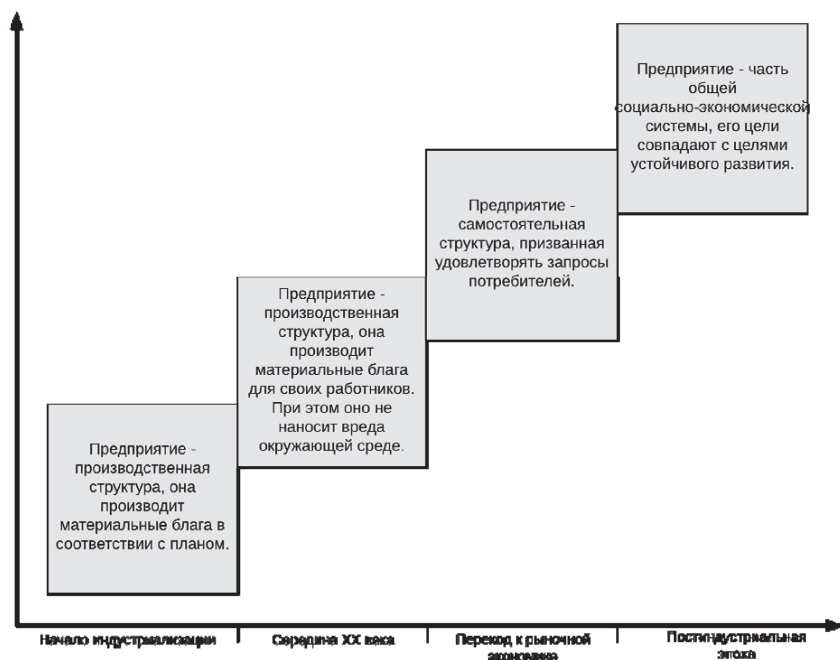 Предприятие - часть
общей
социально-экономической
системы, его цели
совпадают с целями
устойчивого развития.
Предприятие -
самостоятельная
структура, призванная
удовлетворять запросы
потребителей.
Предприятие -
производственная
структура, она
производит
материальные блага
для своих работников.
При этом оно не
наносит вреда
окружающей среде.
Предприятие -
производственная
структура, она
производит
материальные блага в
соответствии с планом.
Начало индустриализации
Середина XX века
Переход к рыночной
экономике
Постиндустриальная
эпоха